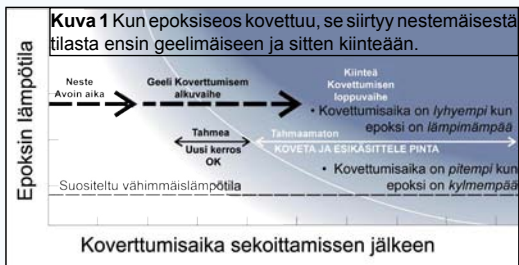 Kuva 1 Kun epoksiseos kovettuu, se siirtyy nestemäisestä
tilasta ensin geelimäiseen ja sitten kiinteään.
Epoksin lämpötila
Neste
Avoin aika
Geeli Koverttumisem
alkuvaihe
Kiinteä
Kovettumisen
loppuvaihe
• Kovettumisaika on lyhyempi kun
epoksi on lämpimämpää
Tahmea
Uusi kerros
OK
Tahmaamaton
KOVETA JA ESIKÄSITTELE PINTA
• Kovettumisaika on pitempi kun
epoksi on kylmempää
Suositeltu vähimmäislämpötila
Koverttumisaika sekoittamissen jälkeen